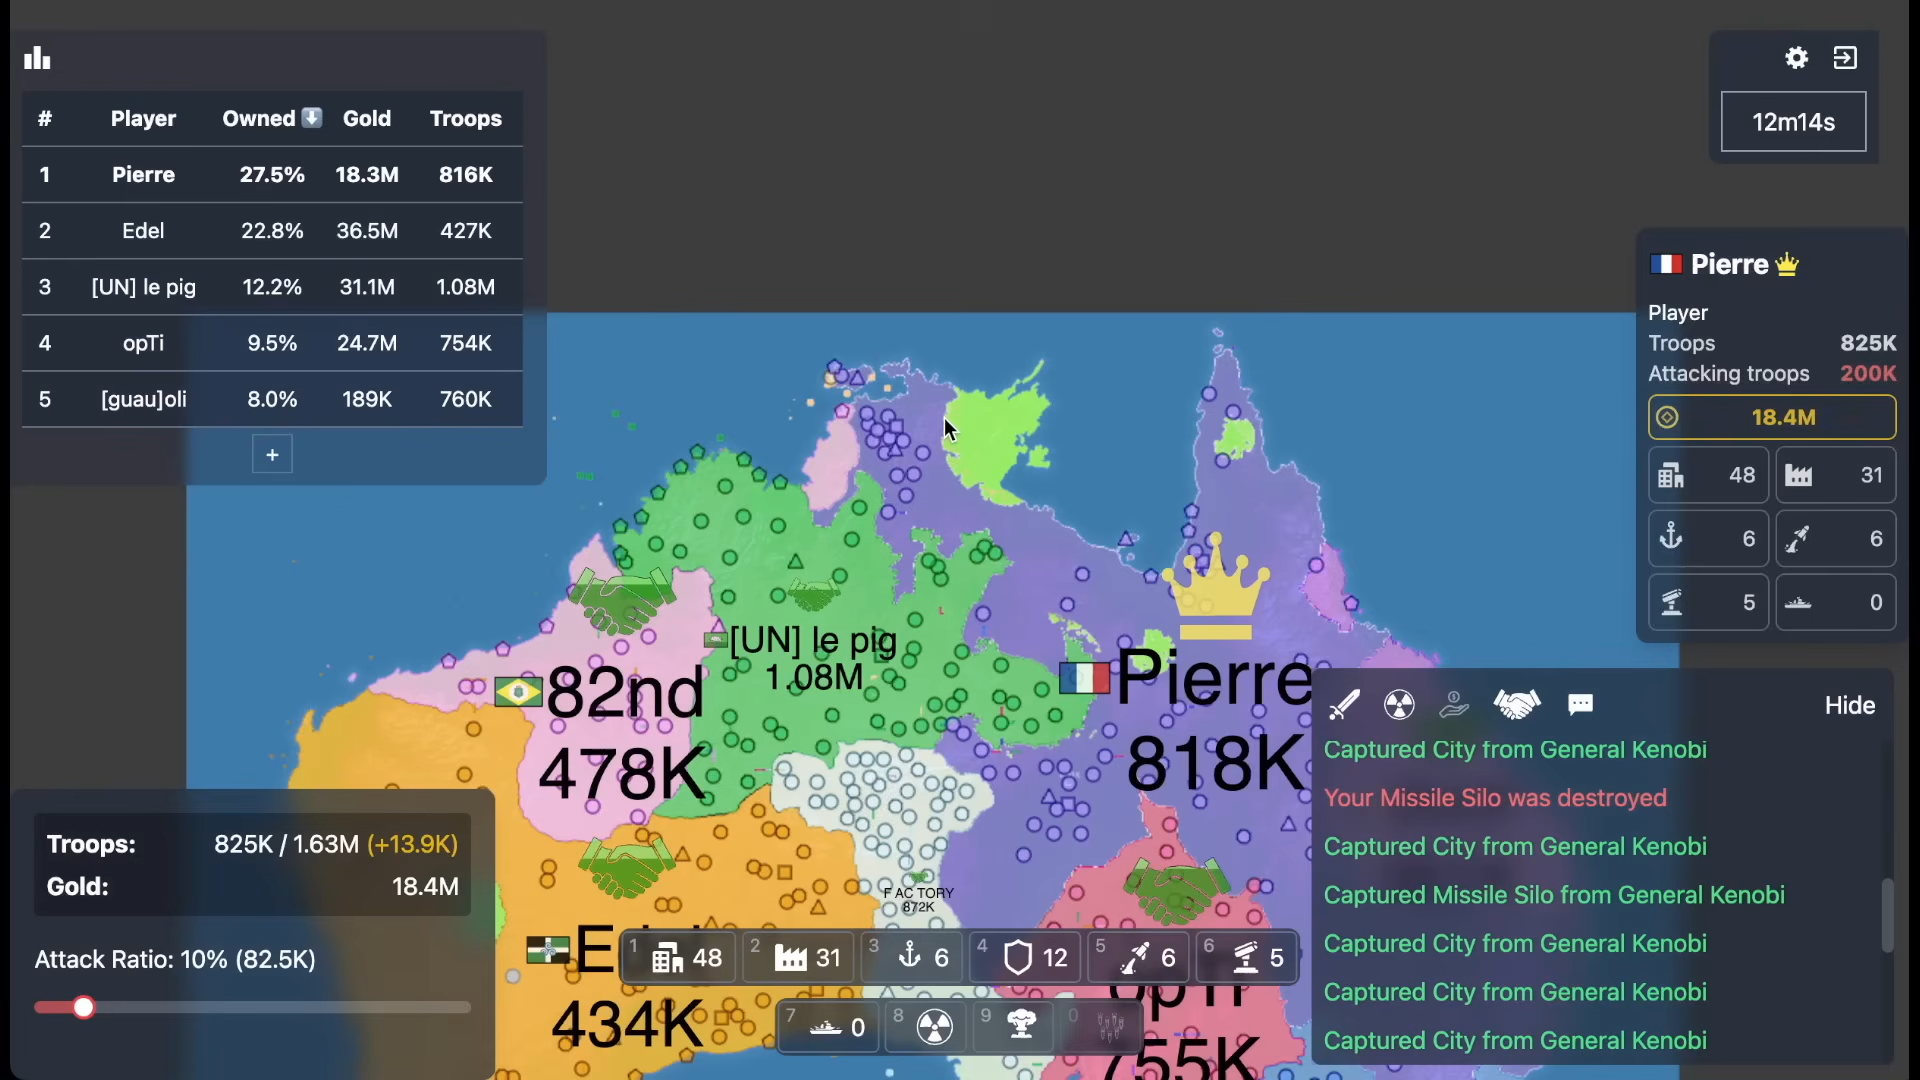 # Player Owned Gold Troops
1 Pierre 27.5% 18.3M 816K
2 Edel 22.8% 36.5M 427K
3 [UN] le pig 12.2% 31.1M 1.08M
4 opTi 9.5% 24.7M 754K
5 [guau]oli 8.0% 189K 760K
+
12m14s
Pierre
Player
Troops 825K
Attacking troops 200K
18.4M
48 31
6 6
5 0
[UN] le pig
1.08M
82nd
478K
Pierre
818K
F AC TORY
872K
434K
opTi
755K
Hide
Captured City from General Kenobi
Your Missile Silo was destroyed
Captured City from General Kenobi
Captured Missile Silo from General Kenobi
Captured City from General Kenobi
Captured City from General Kenobi
Captured City from General Kenobi
Troops: 825K / 1.63M (+13.9K)
Gold: 18.4M
Attack Ratio: 10% (82.5K)
1 48 2 31 3 6 4 12 5 6 6 5
7 0 8 9 0